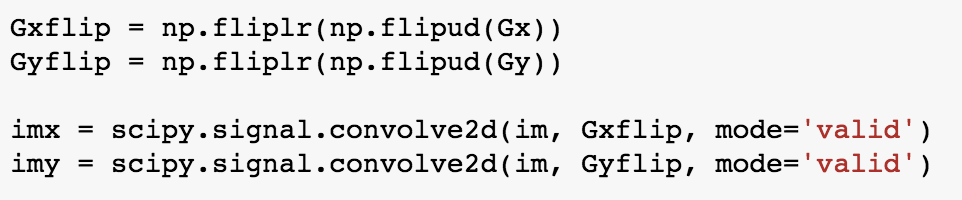 Gxflip = np.fliplr(np.flipud(Gx))
Gyflip = np.fliplr(np.flipud(Gy))
imx = scipy.signal.convolve2d(im, Gxflip, mode='valid')
imy = scipy.signal.convolve2d(im, Gyflip, mode='valid')